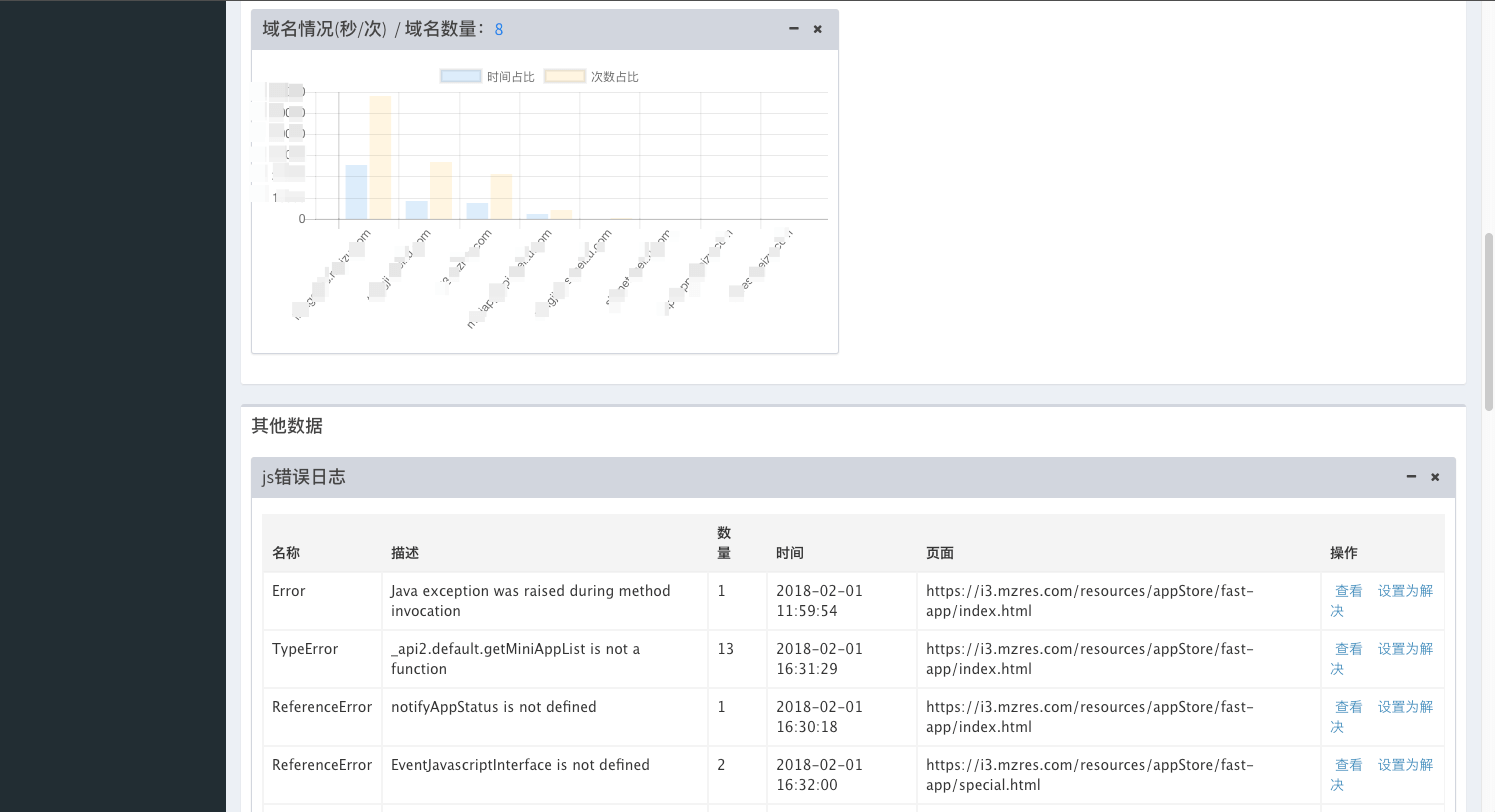 域名情况(秒/次) / 域名数量：8
时间占比 次数占比
0
其他数据
js错误日志
名称 描述 数量 时间 页面 操作
Error Java exception was raised during method invocation 1 2018-02-01 11:59:54 https://i3.mzres.com/resources/appStore/fast-app/index.html 查看 设置为解决
TypeError _api2.default.getMiniAppList is not a function 13 2018-02-01 16:31:29 https://i3.mzres.com/resources/appStore/fast-app/index.html 查看 设置为解决
ReferenceError notifyAppStatus is not defined 1 2018-02-01 16:30:18 https://i3.mzres.com/resources/appStore/fast-app/index.html 查看 设置为解决
ReferenceError EventJavascriptInterface is not defined 2 2018-02-01 16:32:00 https://i3.mzres.com/resources/appStore/fast-app/special.html 查看 设置为解决